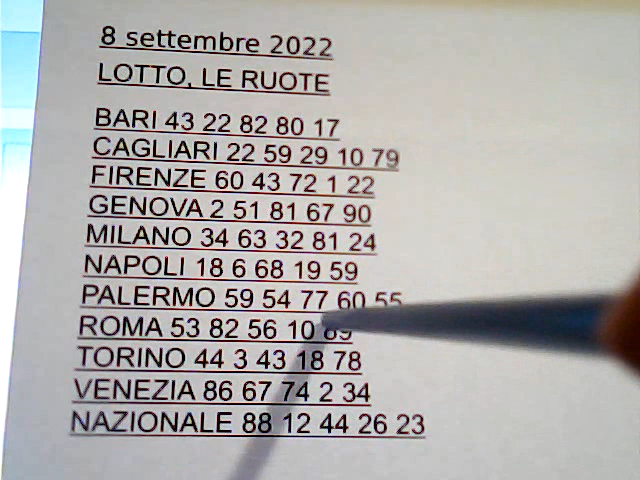 8 settembre 2022
LOTTO, LE RUOTE
BARI 43 22 82 80 17
CAGLIARI 22 59 29 10 79
FIRENZE 60 43 72 1 22
GENOVA 2 51 81 67 90
MILANO 34 63 32 81 24
NAPOLI 18 6 68 19 59
PALERMO 59 54 77 60 55
ROMA 53 82 56 10 89
TORINO 44 3 43 18 78
VENEZIA 86 67 74 2 34
NAZIONALE 88 12 44 26 23